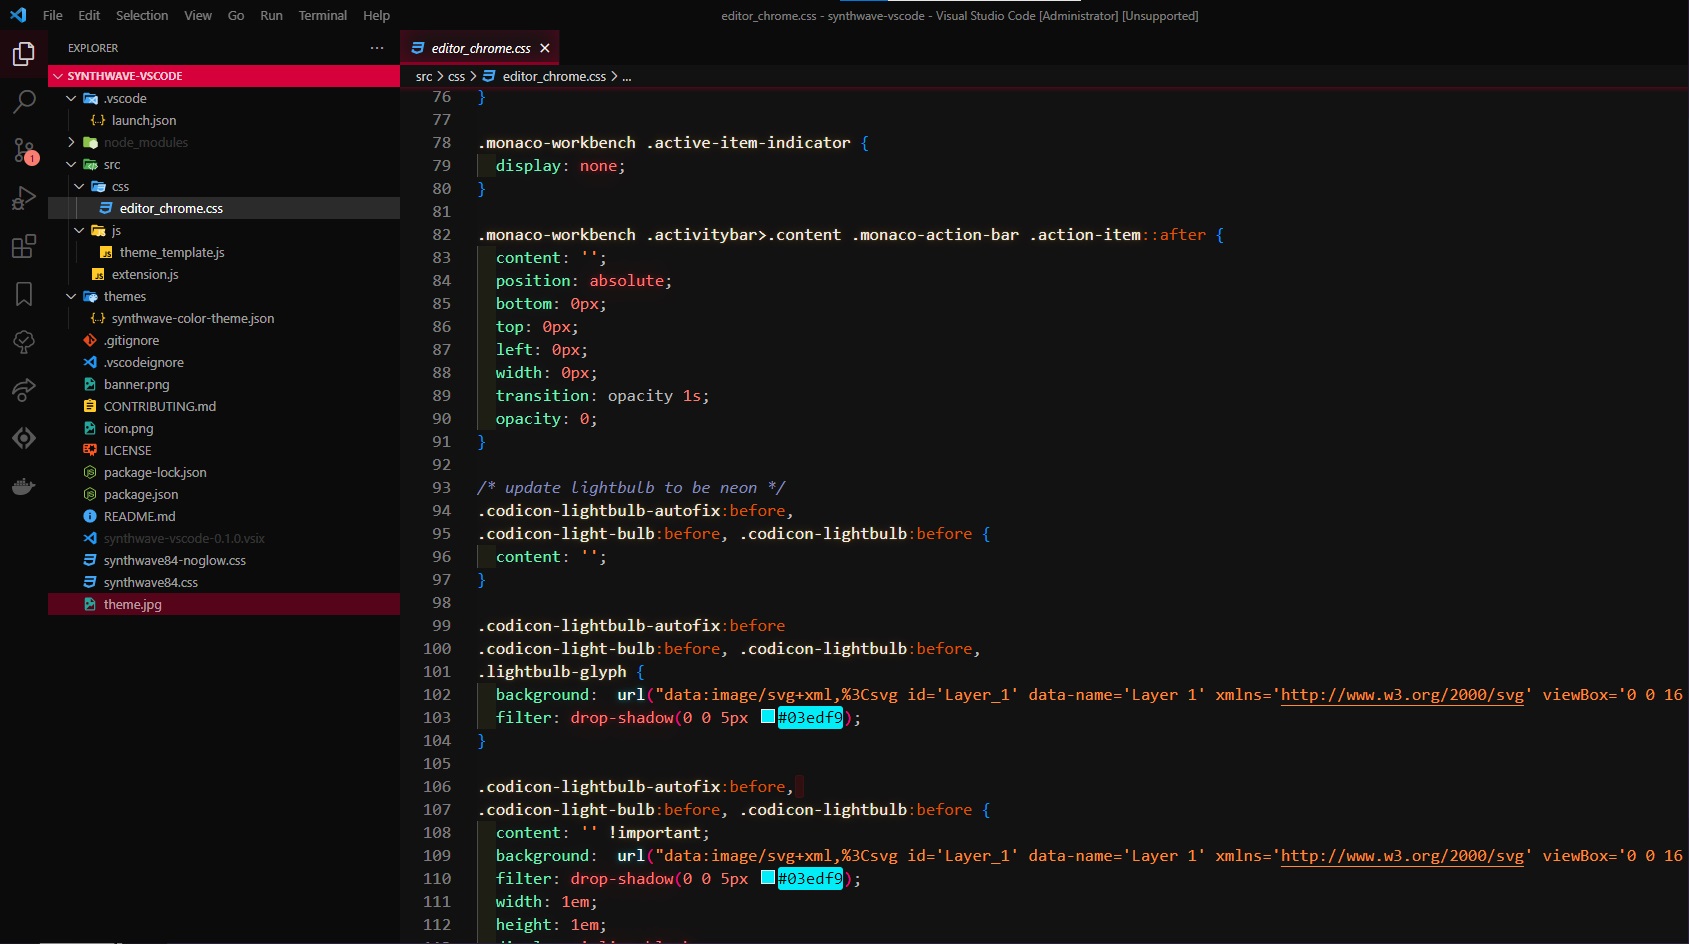 File Edit Selection View Go Run Terminal Help
editor_chrome.css - synthwave-vscode - Visual Studio Code [Administrator] [Unsupported]
EXPLORER ...
SYNTHWAVE-VSCODE
.vscode
launch.json
node_modules
src
css
editor_chrome.css
js
theme_template.js
extension.js
themes
synthwave-color-theme.json
.gitignore
.vscodeignore
banner.png
CONTRIBUTING.md
icon.png
LICENSE
package-lock.json
package.json
README.md
synthwave-vscode-0.1.0.vsix
synthwave84-noglow.css
synthwave84.css
theme.jpg
1
editor_chrome.css
src > css > editor_chrome.css > ...
76 }
77
78 .monaco-workbench .active-item-indicator {
79 display: none;
80 }
81
82 .monaco-workbench .activitybar>.content .monaco-action-bar .action-item::after {
83 content: '';
84 position: absolute;
85 bottom: 0px;
86 top: 0px;
87 left: 0px;
88 width: 0px;
89 transition: opacity 1s;
90 opacity: 0;
91 }
92
93 /* update lightbulb to be neon */
94 .codicon-lightbulb-autofix:before,
95 .codicon-light-bulb:before, .codicon-lightbulb:before {
96 content: '';
97 }
98
99 .codicon-lightbulb-autofix:before
100 .codicon-light-bulb:before, .codicon-lightbulb:before,
101 .lightbulb-glyph {
102 background: url("data:image/svg+xml,%3Csvg id='Layer_1' data-name='Layer 1' xmlns='http://www.w3.org/2000/svg' viewBox='0 0 16
103 filter: drop-shadow(0 0 5px #03edf9);
104 }
105
106 .codicon-lightbulb-autofix:before,
107 .codicon-light-bulb:before, .codicon-lightbulb:before {
108 content: '' !important;
109 background: url("data:image/svg+xml,%3Csvg id='Layer_1' data-name='Layer 1' xmlns='http://www.w3.org/2000/svg' viewBox='0 0 16
110 filter: drop-shadow(0 0 5px #03edf9);
111 width: 1em;
112 height: 1em;